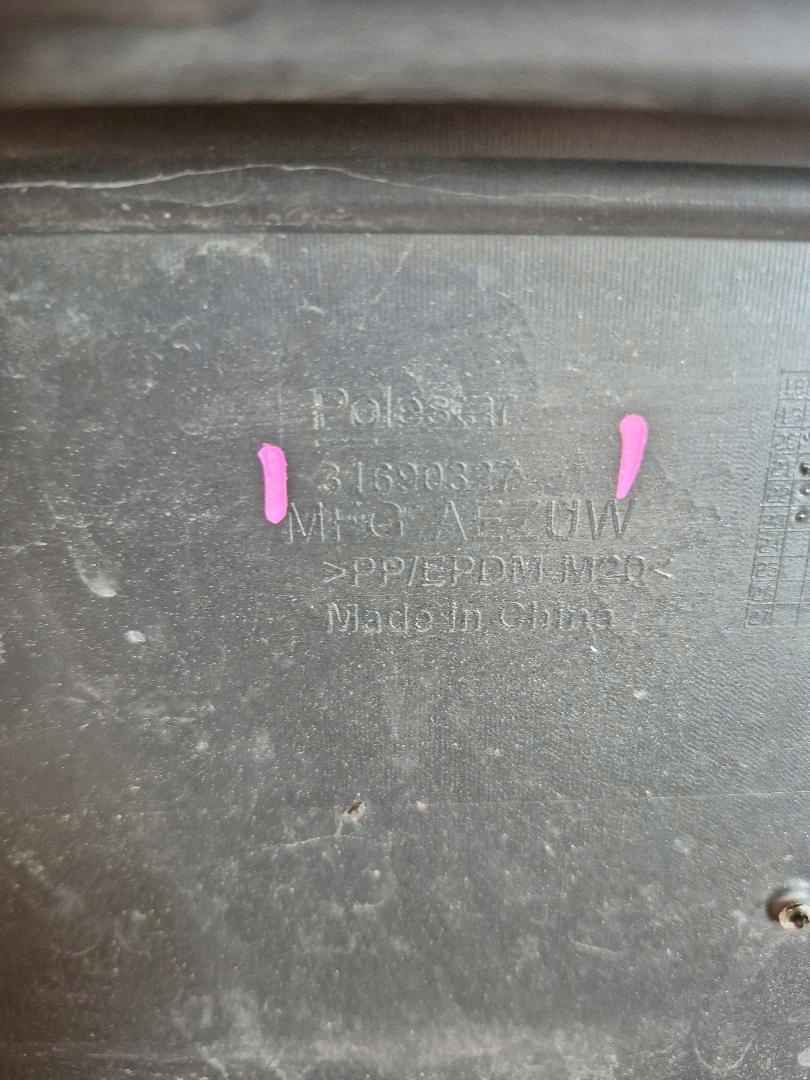 Polestar
31690327
MFG AEZUW
>PP/EPDM-M20<
Made in China